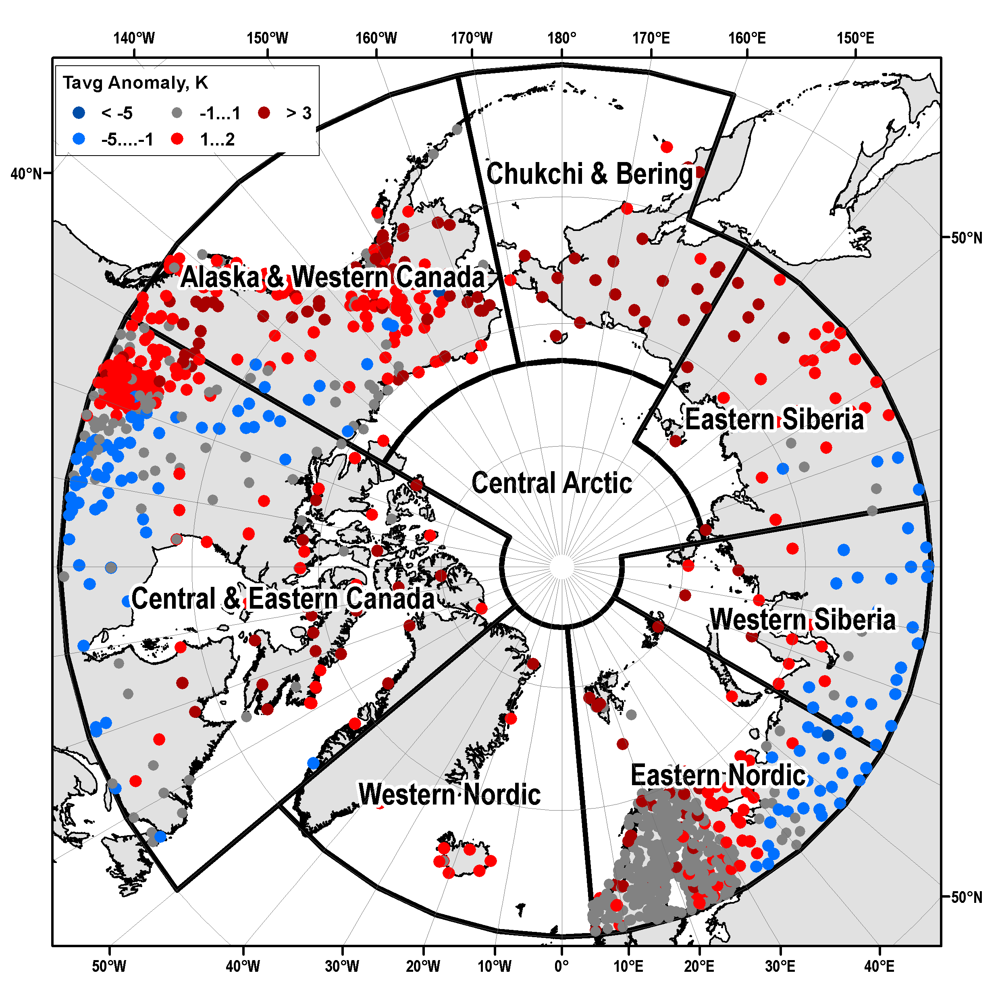 140°W 150°W 160°W 170°W 180° 170°E 160°E 150°E
Tavg Anomaly, K
< -5 -1...1 > 3
-5....-1 1...2
40°N
Chukchi & Bering
50°N
Alaska & Western Canada
Eastern Siberia
Central Arctic
Central & Eastern Canada
Western Siberia
Eastern Nordic
Western Nordic
50°N
50°W 40°W 30°W 20°W 10°W 0° 10°E 20°E 30°E 40°E